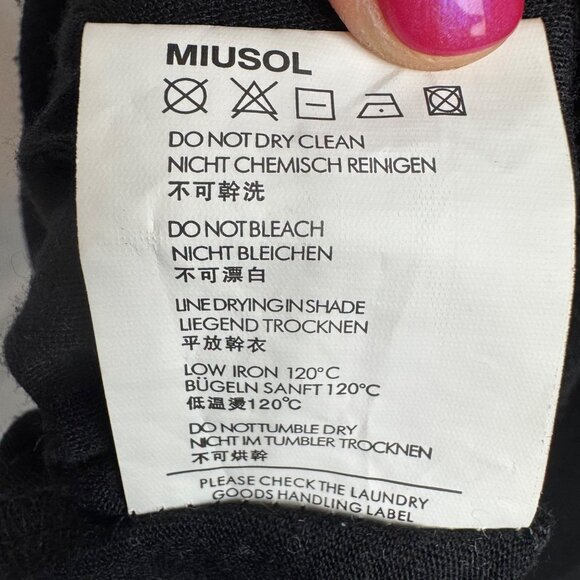 MIUSOL
DO NOT DRY CLEAN
NICHT CHEMISCH REINIGEN
不可幹洗
DO NOT BLEACH
NICHT BLEICHEN
不可漂白
LINE DRYING IN SHADE
LIEGEND TROCKNEN
平放幹衣
LOW IRON 120°C
BÜGELN SANFT 120°C
低温烫120℃
DO NOT TUMBLE DRY
NICHT IM TUMBLER TROCKNEN
不可烘幹
PLEASE CHECK THE LAUNDRY
GOODS HANDLING LABEL